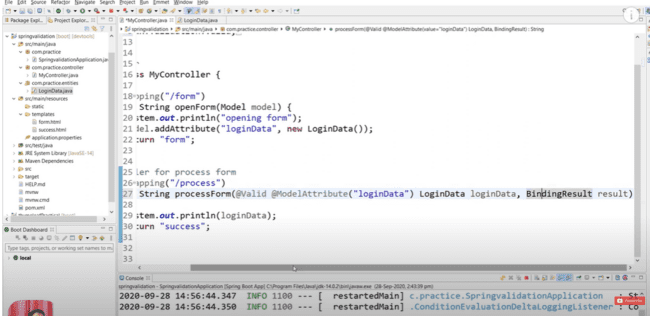 File Edit Source Refactor Navigate Search Project Run Window Help
Package Expl...
Project Explor...
*MyController.java
LoginData.java
springvalidation [boot] [devtools]
src/main/java
com.practice
SpringvalidationApplication.j
com.practice.controller
MyController.java
com.practice.entities
LoginData.java
src/main/resources
static
templates
form.html
success.html
application.properties
src/test/java
JRE System Library [JavaSE-14]
Maven Dependencies
src
target
HELP.md
mvnw
mvnw.cmd
pom.xml
springvalidation
src/main/java
com.practice.controller
MyController
processForm(@Valid @ModelAttribute(value="loginData") LoginData, BindingResult) : String
13
14
15
16 ss MyController {
17
18 pping("/form")
19 String openForm(Model model) {
20 stem.out.println("opening form");
21 del.addAttribute("loginData", new LoginData());
22 turn "form";
23
24
25 ler for process form
26 pping("/process")
27 String processForm(@Valid @ModelAttribute("loginData") LoginData loginData, BindingResult result)
28
29 stem.out.println(loginData);
30 turn "success";
31
32
33
Boot Dashboard
Type tags, projects, or working set names to ma
local
Console
springvalidation - SpringvalidationApplication [Spring Boot App] C:\Program Files\Java\jdk-14.0.2\bin\javaw.exe (28-Sep-2020, 2:43:39 pm)
2020-09-28 14:56:44.347 INFO 1100 --- [ restartedMain] c.practice.SpringvalidationApplication : St
2020-09-28 14:56:44.350 INFO 1100 --- [ restartedMain] .ConditionEvaluationDeltaLoggingListener : Co
SUBSCRIBE